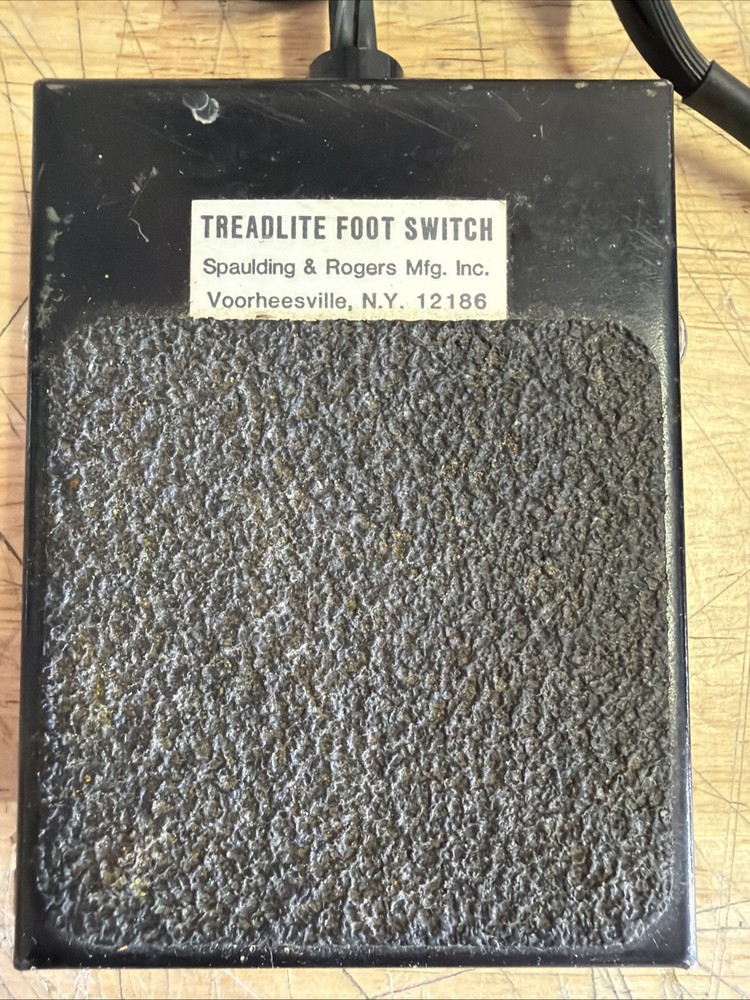 TREADLITE FOOT SWITCH
Spaulding & Rogers Mfg. Inc.
Voorheesville, N.Y. 12186